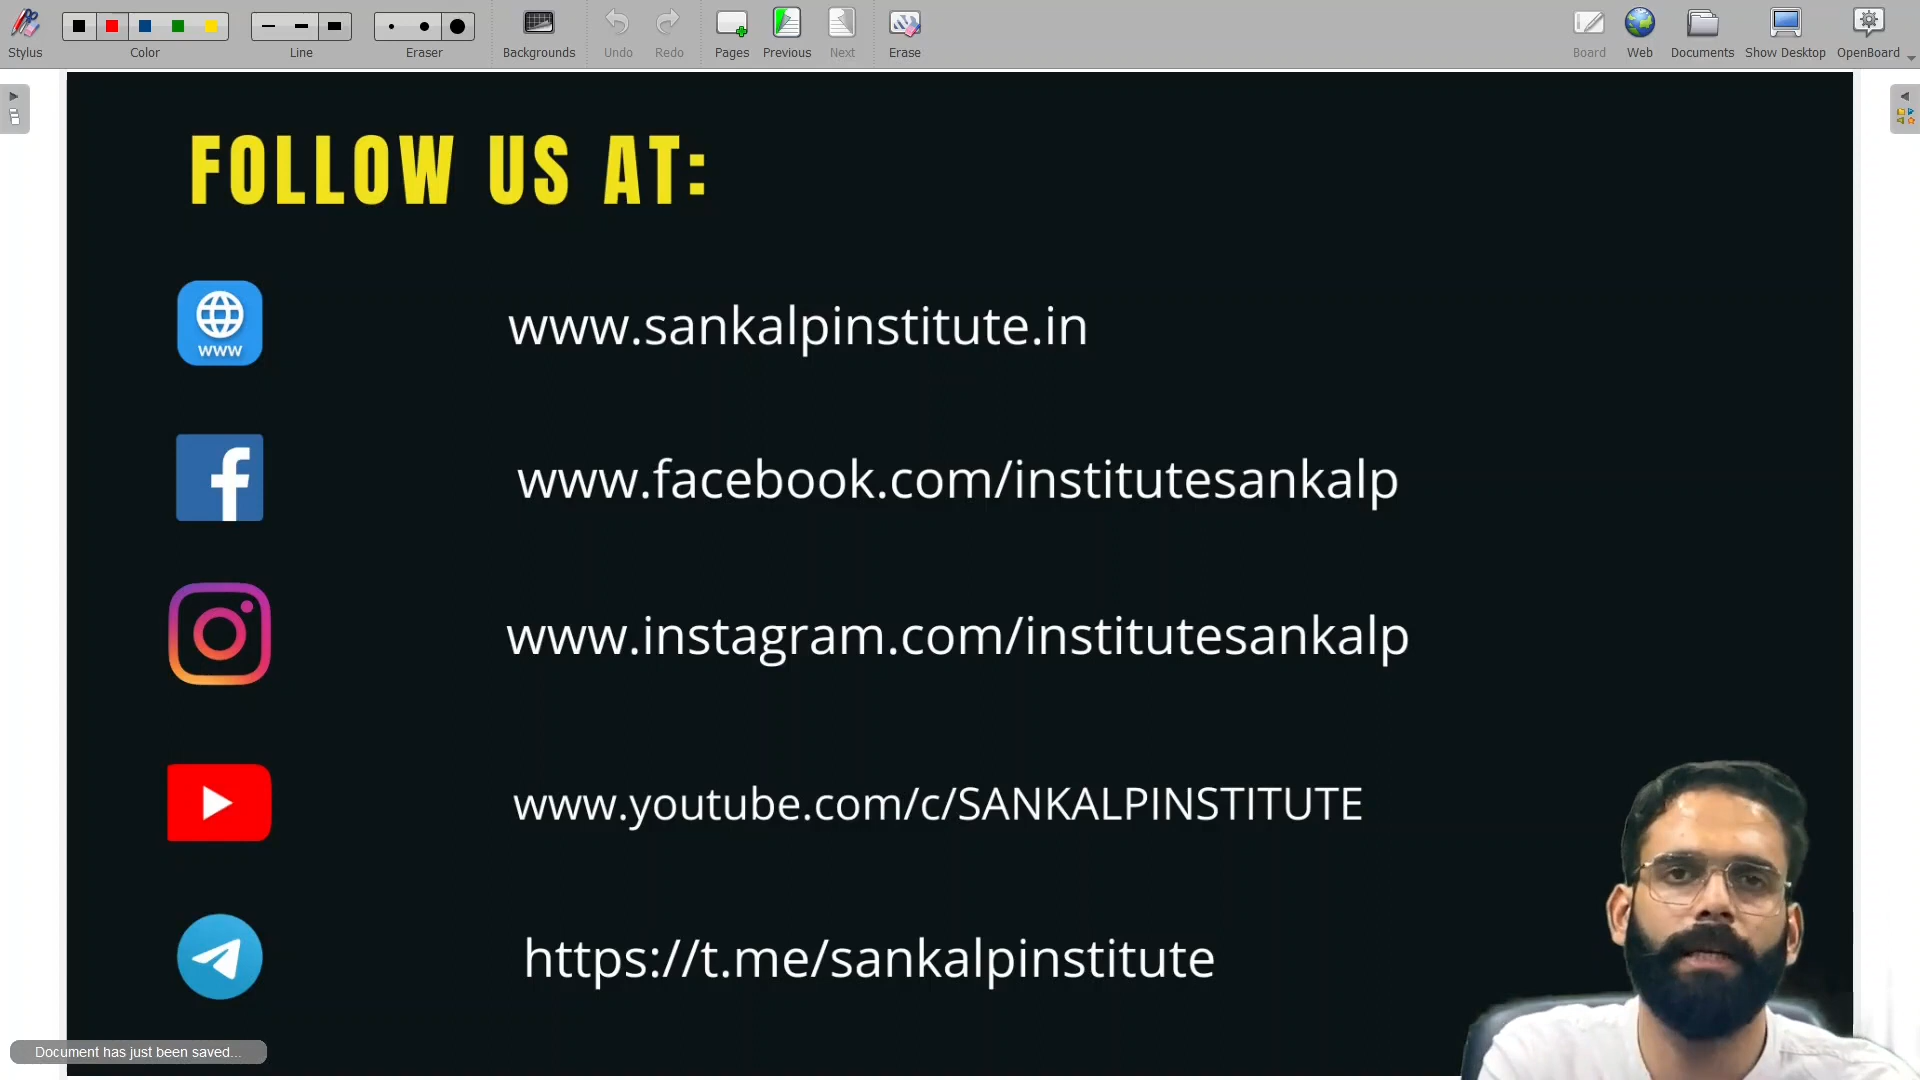 Stylus
Color
Line
Eraser
Backgrounds
Undo
Redo
Pages
Previous
Next
Erase
Board
Web
Documents
Show Desktop
OpenBoard
FOLLOW US AT:
www
www.sankalpinstitute.in
www.facebook.com/institutesankalp
www.instagram.com/institutesankalp
www.youtube.com/c/SANKALPINSTITUTE
https://t.me/sankalpinstitute
Document has just been saved...